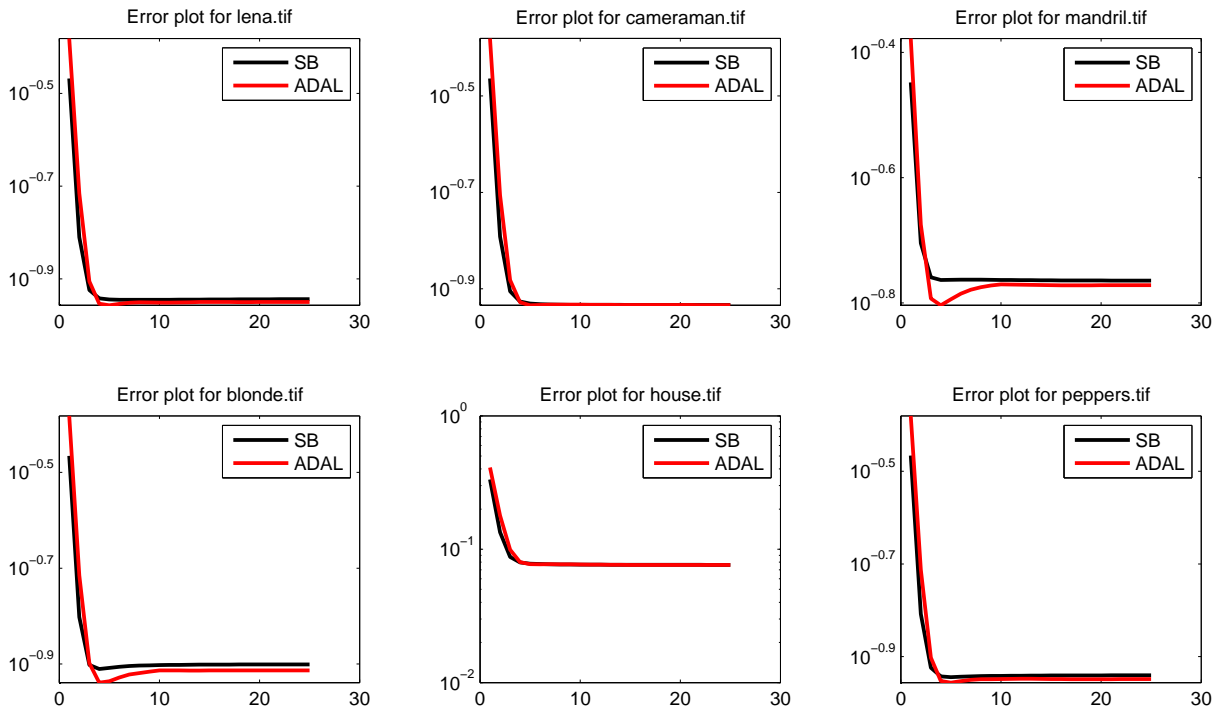 Error plot for lena.tif
Error plot for cameraman.tif
Error plot for mandril.tif
10^−0.5
10^−0.7
10^−0.9
0 10 20 30
SB
ADAL
10^−0.5
10^−0.7
10^−0.9
0 10 20 30
SB
ADAL
10^−0.4
10^−0.6
10^−0.8
0 10 20 30
SB
ADAL
Error plot for blonde.tif
Error plot for house.tif
Error plot for peppers.tif
10^−0.5
10^−0.7
10^−0.9
0 10 20 30
SB
ADAL
10^0
10^−1
10^−2
0 10 20 30
SB
ADAL
10^−0.5
10^−0.7
10^−0.9
0 10 20 30
SB
ADAL